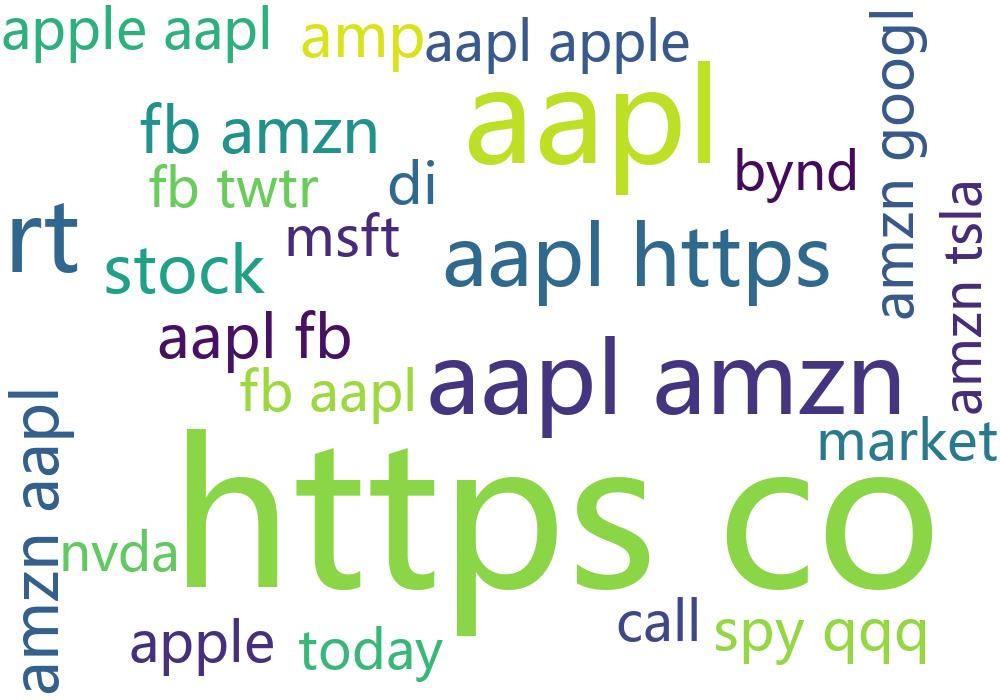 apple aapl
amp
aapl apple
amzn googl
fb amzn
aapl
fb twtr
di
bynd
rt
msft
amzn tsla
stock
aapl https
aapl fb
fb aapl
aapl amzn
amzn aapl
market
https co
nvda
apple
today
call
spy qqq